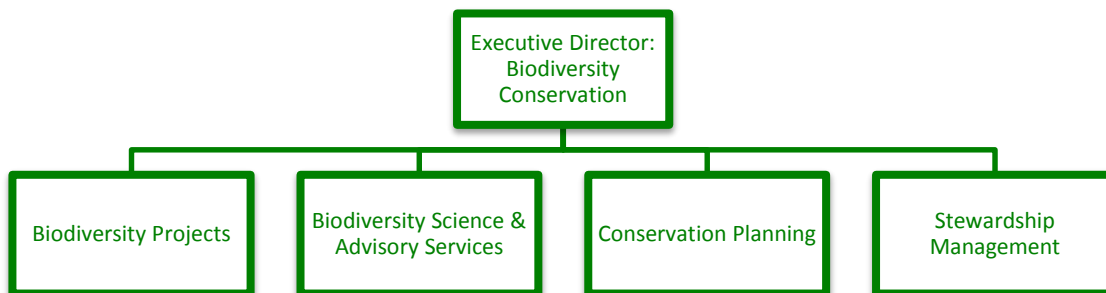 Executive Director:
Biodiversity
Conservation
Biodiversity Projects
Biodiversity Science &
Advisory Services
Conservation Planning
Stewardship
Management